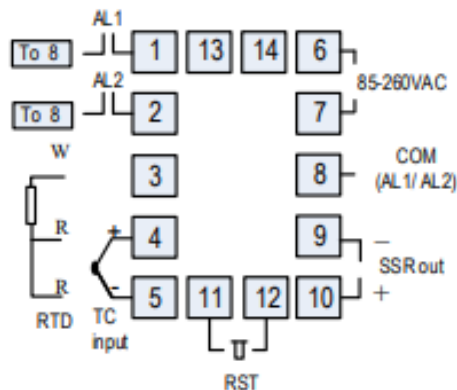 AL1
To 8 1 13 14 6
85-260VAC
AL2
To 8 2 7
W
3 8 COM
(AL1/ AL2)
R + 4 9 −
SSR out
R - 5 11 12 10 +
RTD TC
input
RST